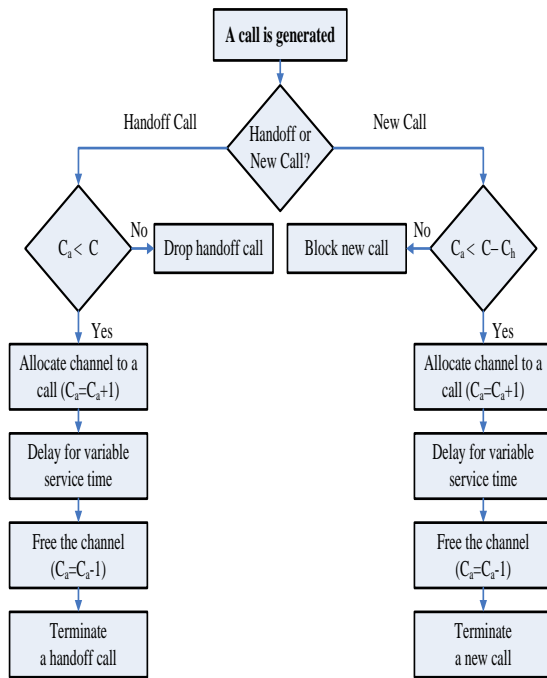 A call is generated
Handoff Call
Handoff or
New Call?
New Call
Cₐ < C
No
Drop handoff call
Block new call
No
Cₐ < C– Cₕ
Yes
Allocate channel to a
call (Cₐ=Cₐ+1)
Delay for variable
service time
Free the channel
(Cₐ=Cₐ-1)
Terminate
a handoff call
Yes
Allocate channel to a
call (Cₐ=Cₐ+1)
Delay for variable
service time
Free the channel
(Cₐ=Cₐ-1)
Terminate
a new call